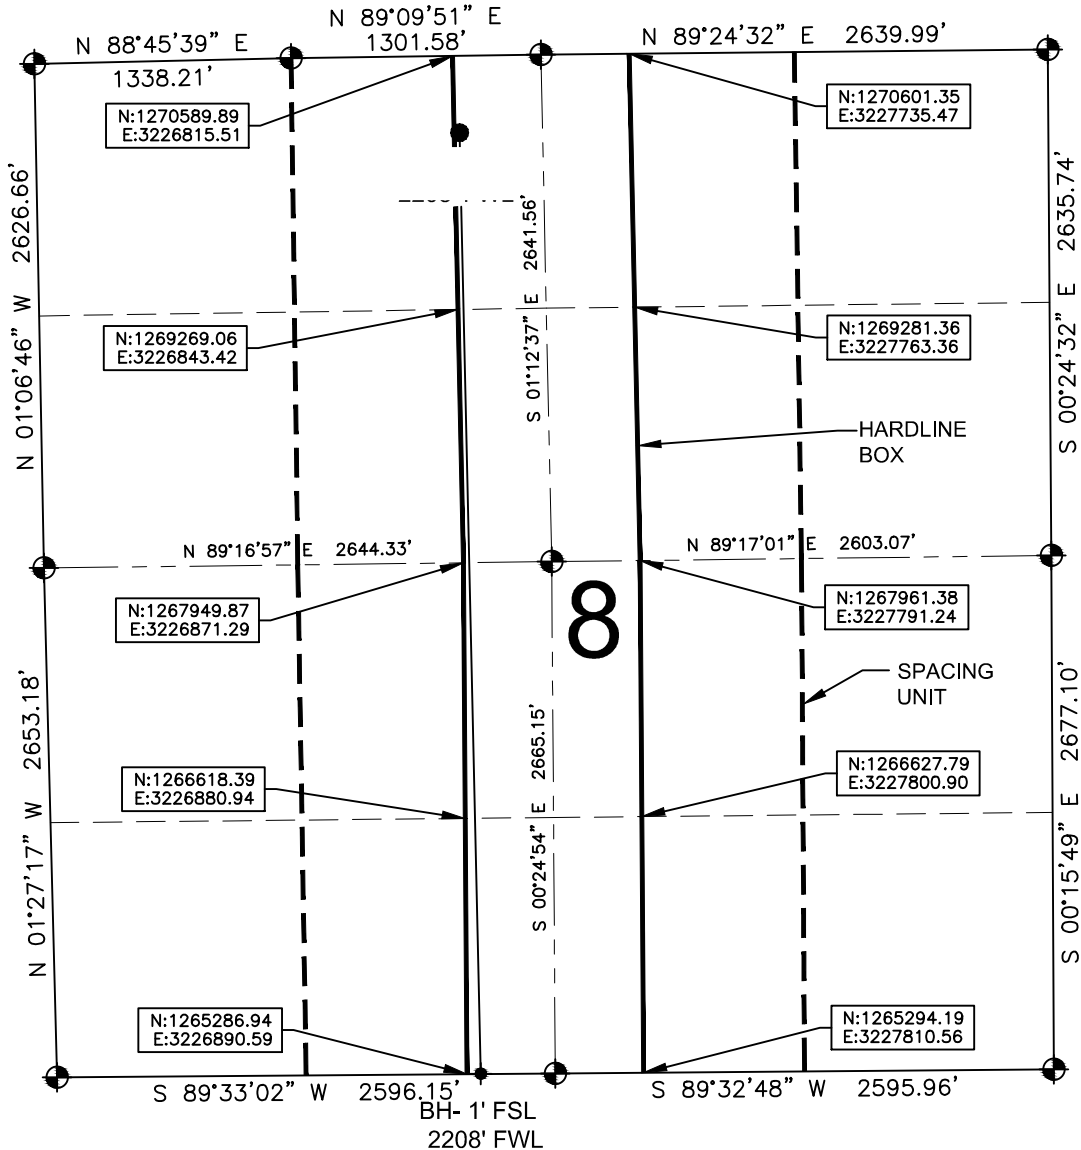 N 89°09'51" E
1301.58'
N 88°45'39" E
1338.21'
N 89°24'32" E 2639.99'
N:1270589.89
E:3226815.51
N:1270601.35
E:3227735.47
N 01°06'46" W 2626.66'
S 01°12'37" E 2641.56'
S 00°24'32" E 2635.74'
N:1269269.06
E:3226843.42
N:1269281.36
E:3227763.36
HARDLINE
BOX
N 89°16'57" E 2644.33'
N 89°17'01" E 2603.07'
N:1267949.87
E:3226871.29
8
N:1267961.38
E:3227791.24
SPACING
UNIT
N 01°27'17" W 2653.18'
S 00°24'54" E 2665.15'
S 00°15'49" E 2677.10'
N:1266618.39
E:3226880.94
N:1266627.79
E:3227800.90
N:1265286.94
E:3226890.59
N:1265294.19
E:3227810.56
S 89°33'02" W 2596.15'
S 89°32'48" W 2595.96'
BH- 1' FSL
2208' FWL